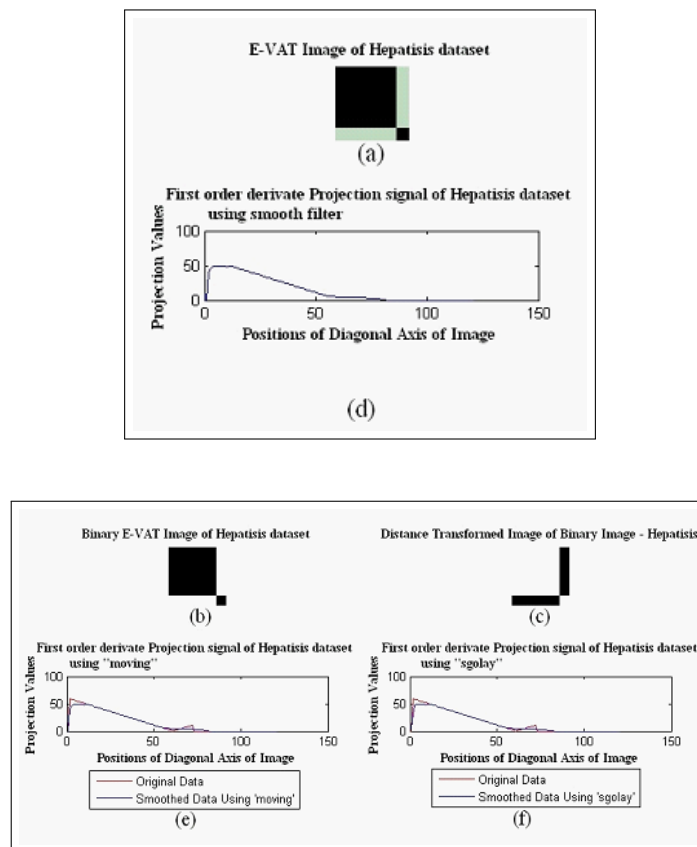 E-VAT Image of Hepatisis dataset
(a)
First order derivate Projection signal of Hepatisis dataset
using smooth filter
Projection Values
100
50
0
0 50 100 150
Positions of Diagonal Axis of Image
(d)
Binary E-VAT Image of Hepatisis dataset
(b)
Distance Transformed Image of Binary Image - Hepatisis
(c)
First order derivate Projection signal of Hepatisis dataset
using "moving"
Projection Values
100
50
0
0 50 100 150
Positions of Diagonal Axis of Image
Original Data
Smoothed Data Using 'moving'
(e)
First order derivate Projection signal of Hepatisis dataset
using "sgolay"
Projection Values
100
50
0
0 50 100 150
Positions of Diagonal Axis of Image
Original Data
Smoothed Data Using 'sgolay'
(f)